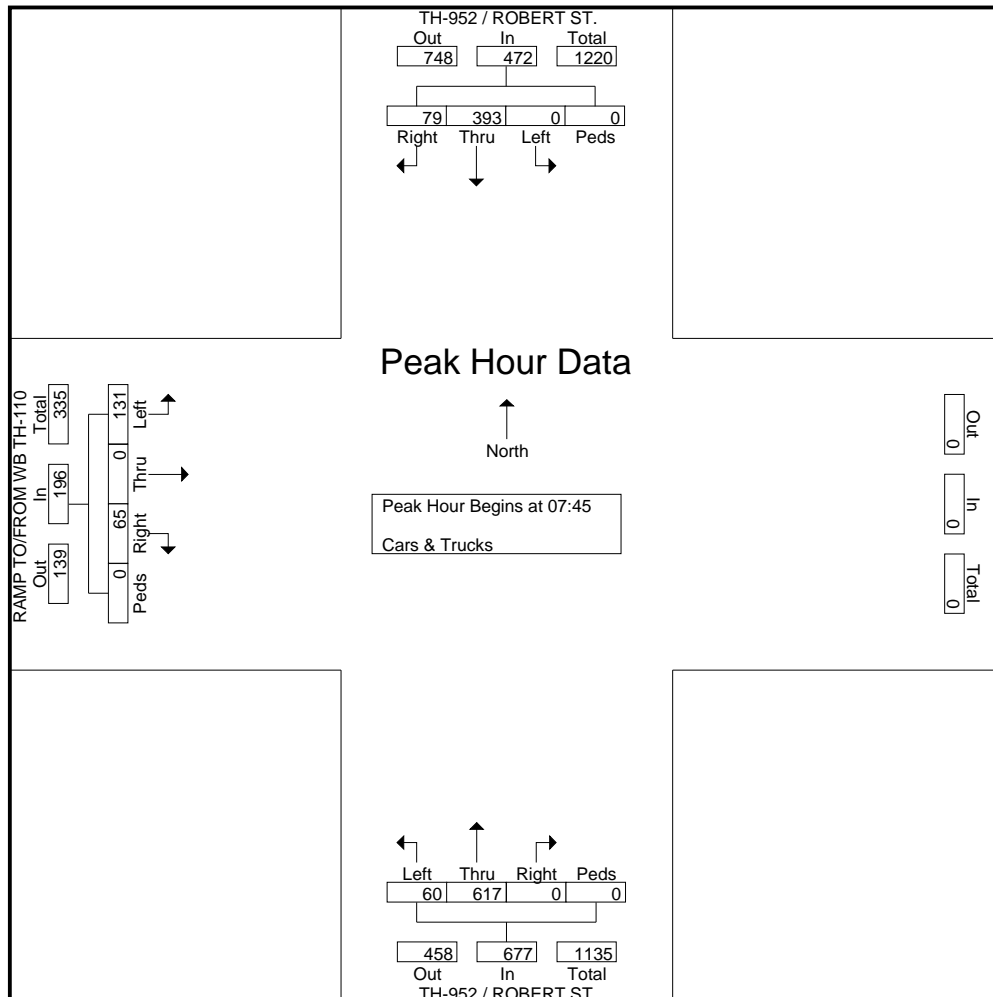 TH-952 / ROBERT ST.
Out In Total
748 472 1220
79 393 0 0
Right Thru Left Peds
Peak Hour Data
North
Peak Hour Begins at 07:45
Cars & Trucks
RAMP TO/FROM WB TH-110
Out In Total
139 196 335
0 65 0 131
Peds Right Thru Left
Out In Total
0 0 0
Left Thru Right Peds
60 617 0 0
458 677 1135
Out In Total
TH-952 / ROBERT ST.